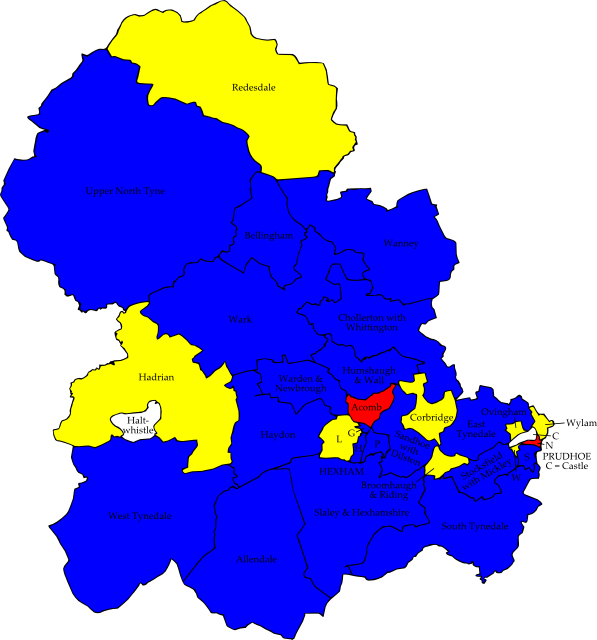 Redesdale
Upper North Tyne
Bellingham
Wanney
Wark
Chollerton with
Whittington
Hadrian
Warden &
Newbrough
Humshaugh
& Wall
Acomb
Halt-
whistle
Corbridge
Ovingham
East
Tynedale
Wylam
C
N
PRUDHOE
C = Castle
Haydon
L
G
HEXHAM
Sandhoe
with
Dilston
Stocksfield
with Mickley
S
W
Broomhaugh
& Riding
West Tynedale
Slaley & Hexhamshire
South Tynedale
Allendale